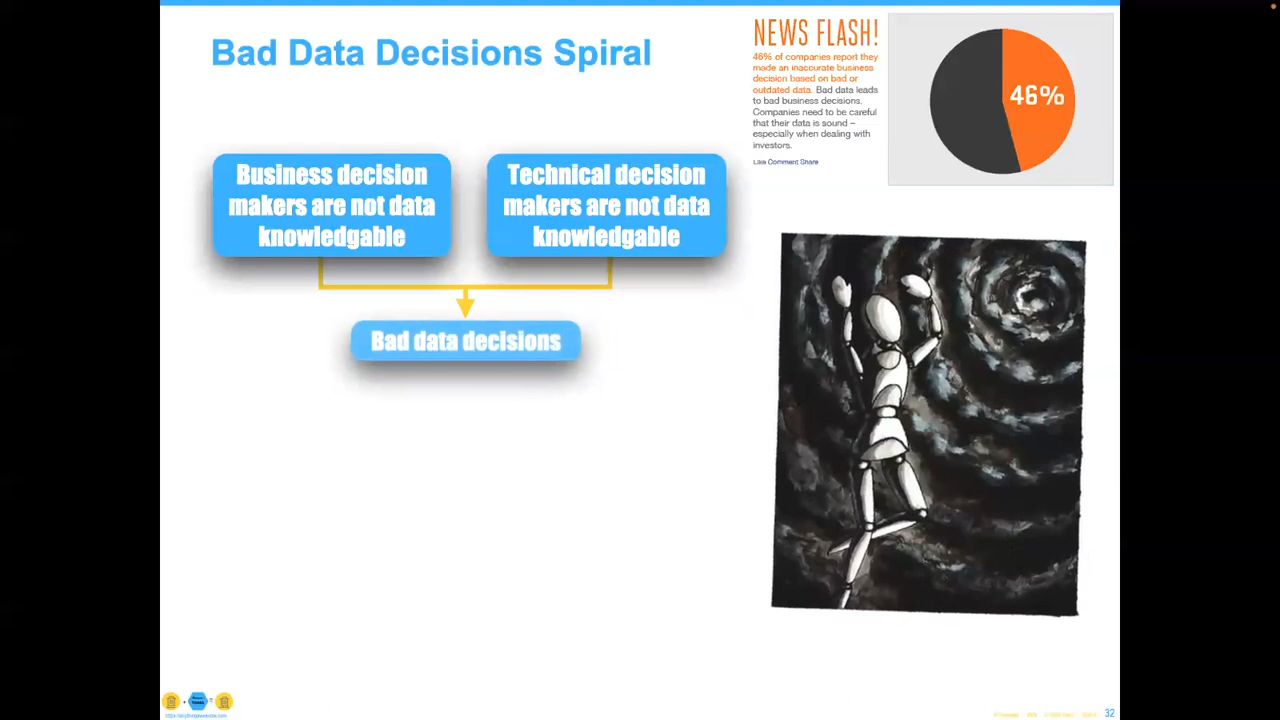 Bad Data Decisions Spiral
NEWS FLASH!
46% of companies report they
made an inaccurate business
decision based on bad or
outdated data. Bad data leads
to bad business decisions.
Companies need to be careful
that their data is sound –
especially when dealing with
investors.
Like Comment Share
46%
Business decision
makers are not data
knowledgable
Technical decision
makers are not data
knowledgable
Bad data decisions
32